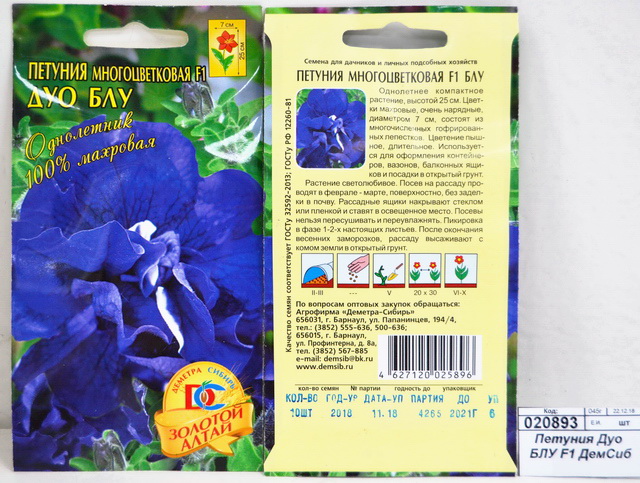 7 см
25 см
ПЕТУНИЯ МНОГОЦВЕТКОВАЯ F1
ДУО БЛУ
Однолетник
100% махровая
ДЕМЕТРА СИБИРЬ
DC
ЗОЛОТОЙ
АЛТАЙ
Семена для дачников и личных подсобных хозяйств
ПЕТУНИЯ МНОГОЦВЕТКОВАЯ F1 БЛУ
Однолетнее компактное
растение, высотой 25 см. Цвет-
ки махровые, очень нарядные,
диаметром 7 см, состоят из
многочисленных гофрирован-
ных лепестков. Цветение пыш-
ное, длительное. Использует-
ся для оформления контейне-
ров, вазонов, балконных ящи-
ков и посадки в открытый грунт.
Растение светолюбивое. Посев на рассаду про-
водят в феврале - марте, поверхностно, без задел-
ки в почву. Рассадные ящики накрывают стеклом
или пленкой и ставят в освещенное место. Посевы
нельзя пересушивать и переувлажнять. Пикировка
в фазе 1-2-х настоящих листьев. После окончания
весенних заморозков, рассаду высаживают с
комом земли в открытый грунт.
II-III
---
V
20 x 30
VI-X
По вопросам оптовых закупок обращаться:
Агрофирма «Деметра-Сибирь»
656031, г. Барнаул, ул. Папанинцев, 194/4,
тел.: (3852) 555-636, 500-636;
656015, г. Барнаул,
ул. Профинтерна, д. 8а,
тел. (3852) 567-885
e-mail: demsib@bk.ru
www.demsib.ru
4 627120 025896
Качество семян соответствует ГОСТу 32592-2013; ГОСТу РФ 12260-81
кол-во семян № партии годность до упаковщик
КОЛ-ВО ГОД-УР ДАТА-УП ПАРТИЯ ДО УП
10ШТ 2018 11.18 4265 2021Г 6
Код: 22.12.18
020893 Е.И. шт
Петуния Дуо
БЛУ F1 ДемСиб